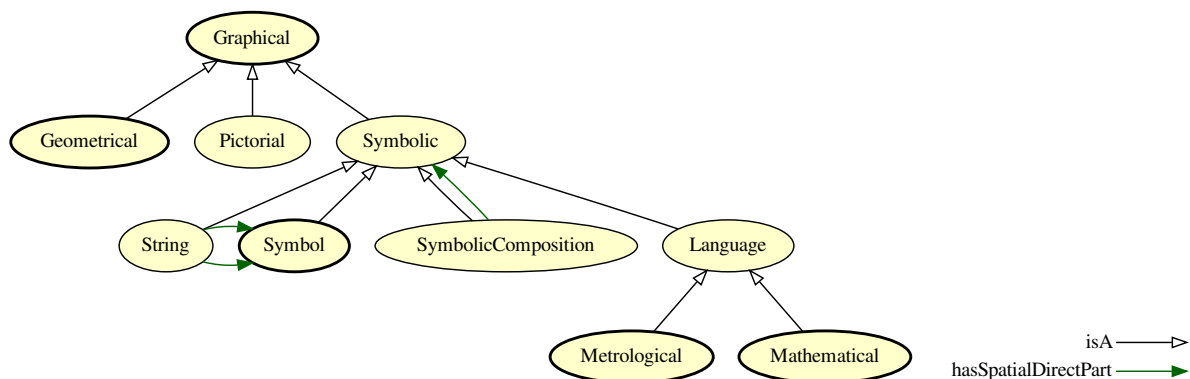 Graphical
Geometrical
Pictorial
Symbolic
String
Symbol
SymbolicComposition
Language
Metrological
Mathematical
isA
hasSpatialDirectPart